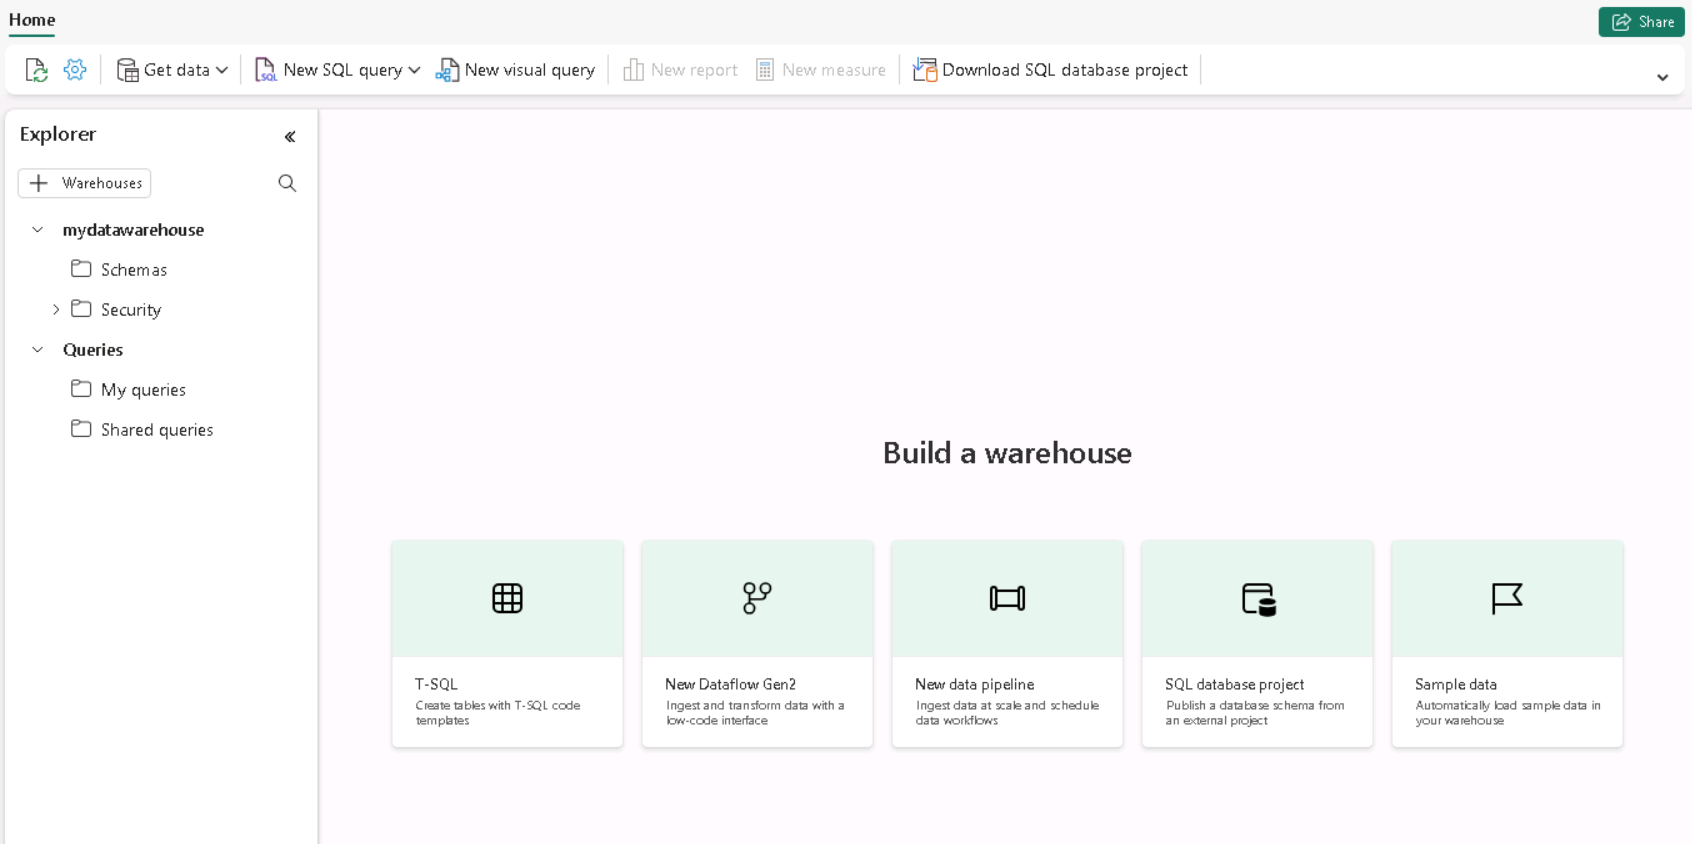 Home
Share
Get data
New SQL query
New visual query
New report
New measure
Download SQL database project
Explorer
Warehouses
mydatawarehouse
Schemas
Security
Queries
My queries
Shared queries
Build a warehouse
T-SQL
Create tables with T-SQL code
templates
New Dataflow Gen2
Ingest and transform data with a
low-code interface
New data pipeline
Ingest data at scale and schedule
data workflows
SQL database project
Publish a database schema from
an external project
Sample data
Automatically load sample data in
your warehouse